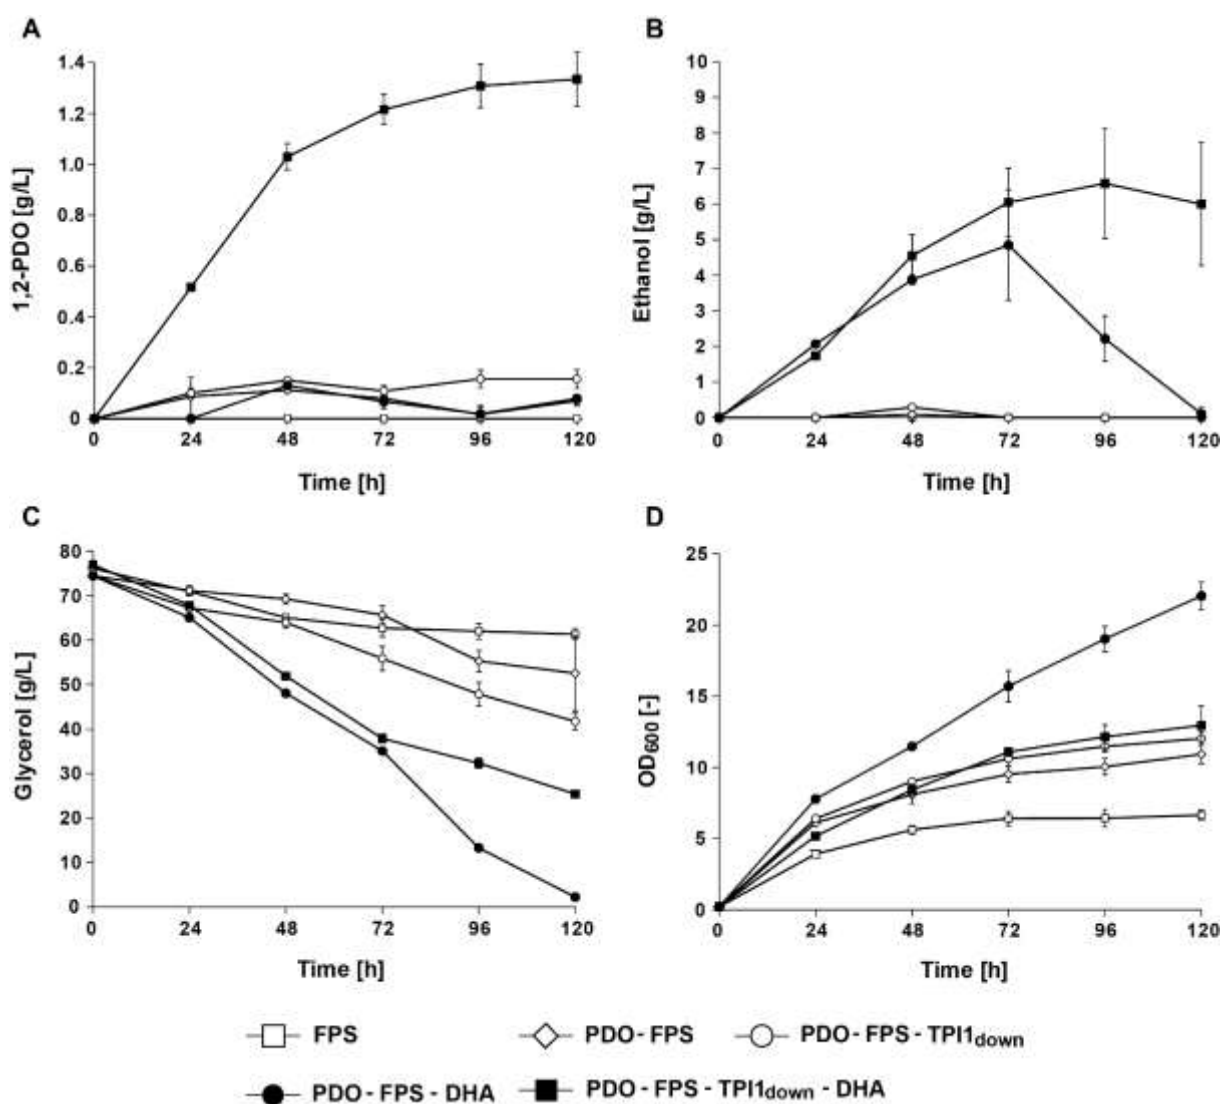 A
1,2-PDO [g/L]
1.4
1.2
1.0
0.8
0.6
0.4
0.2
0
0 24 48 72 96 120
Time [h]
B
Ethanol [g/L]
10
9
8
7
6
5
4
3
2
1
0
0 24 48 72 96 120
Time [h]
C
Glycerol [g/L]
80
70
60
50
40
30
20
10
0
0 24 48 72 96 120
Time [h]
D
OD600 [-]
25
20
15
10
5
0
0 24 48 72 96 120
Time [h]
FPS
PDO - FPS
PDO - FPS - TPI1down
PDO - FPS - DHA
PDO - FPS - TPI1down - DHA